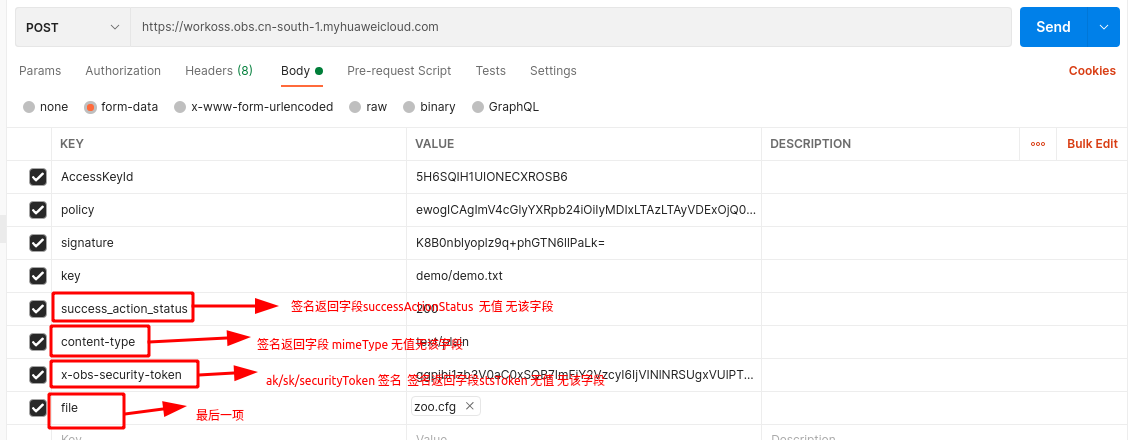 POST https://workoss.obs.cn-south-1.myhuaweicloud.com Send
Params Authorization Headers (8) Body Pre-request Script Tests Settings Cookies
none form-data x-www-form-urlencoded raw binary GraphQL
KEY VALUE DESCRIPTION ooo Bulk Edit
AccessKeyId 5H6SQIH1UIONECXROSB6
policy
signature K8B0nblyoplz9q+phGTN6lIPaLk=
key demo/demo.txt
success_action_status 200 签名返回字段successActionStatus 无值 无该字段
content-type text/plain 签名返回字段 mimeType 无值无该字段
x-obs-security-token ak/sk/securityToken 签名 签名返回字段stsToken 无值 无该字段
file zoo.cfg ×
最后一项
Key Value Description